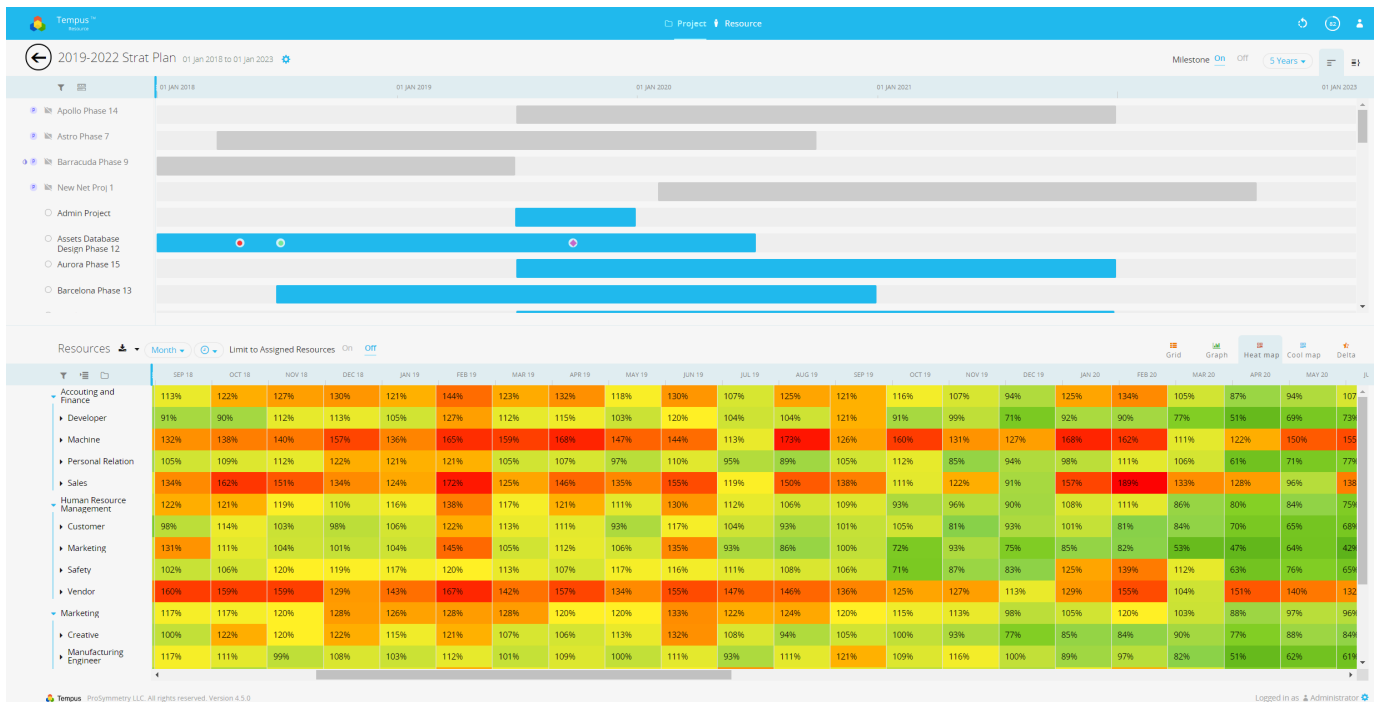 Tempus ™
Resource
Project Resource
82
2019-2022 Strat Plan 01 Jan 2018 to 01 Jan 2023
Milestone On Off 5 Years
01 JAN 2018 01 JAN 2019 01 JAN 2020 01 JAN 2021 01 JAN 2023
Apollo Phase 14
Astro Phase 7
Barracuda Phase 9
New Net Proj 1
Admin Project
Assets Database
Design Phase 12
Aurora Phase 15
Barcelona Phase 13
Resources Month Limit to Assigned Resources On Off
Grid Graph Heat map Cool map Delta
SEP 18 OCT 18 NOV 18 DEC 18 JAN 19 FEB 19 MAR 19 APR 19 MAY 19 JUN 19 JUL 19 AUG 19 SEP 19 OCT 19 NOV 19 DEC 19 JAN 20 FEB 20 MAR 20 APR 20 MAY 20
Accouting and
Finance
113% 122% 127% 130% 121% 144% 123% 132% 118% 130% 107% 125% 121% 116% 107% 94% 125% 134% 105% 87% 94% 107
Developer 91% 90% 112% 113% 105% 127% 112% 115% 103% 120% 104% 104% 121% 91% 99% 71% 92% 90% 77% 51% 69% 73%
Machine 132% 138% 140% 157% 136% 165% 159% 168% 147% 144% 113% 173% 126% 160% 131% 127% 168% 162% 111% 122% 150% 155
Personal Relation 105% 109% 112% 122% 121% 121% 105% 107% 97% 110% 95% 89% 105% 112% 85% 94% 98% 111% 106% 61% 71% 77%
Sales 134% 162% 151% 134% 124% 172% 125% 146% 135% 155% 119% 150% 138% 111% 122% 91% 157% 189% 133% 128% 96% 138
Human Resource
Management
122% 121% 119% 110% 116% 138% 117% 121% 111% 130% 112% 106% 109% 93% 96% 90% 108% 111% 86% 80% 84% 75%
Customer 98% 114% 103% 98% 106% 122% 113% 111% 93% 117% 104% 93% 101% 105% 81% 93% 101% 81% 84% 70% 65% 68%
Marketing 131% 111% 104% 101% 104% 145% 105% 112% 106% 135% 93% 86% 100% 72% 93% 75% 85% 82% 53% 47% 64% 42%
Safety 102% 106% 120% 119% 117% 120% 113% 107% 117% 116% 111% 108% 106% 71% 87% 83% 125% 139% 112% 63% 76% 65%
Vendor 160% 159% 159% 129% 143% 167% 142% 157% 134% 155% 147% 146% 136% 125% 127% 113% 129% 155% 104% 151% 140% 132
Marketing 117% 117% 120% 128% 126% 128% 128% 120% 120% 133% 122% 124% 120% 115% 113% 98% 105% 120% 103% 88% 97% 96%
Creative 100% 122% 120% 122% 115% 121% 107% 106% 113% 132% 108% 94% 105% 100% 93% 77% 85% 84% 90% 77% 88% 84%
Manufacturing
Engineer
117% 111% 99% 108% 103% 112% 101% 109% 100% 111% 93% 111% 121% 109% 116% 100% 89% 97% 82% 51% 62% 61%
Tempus ProSymmetry LLC. All rights reserved. Version 4.5.0
Logged in as Administrator